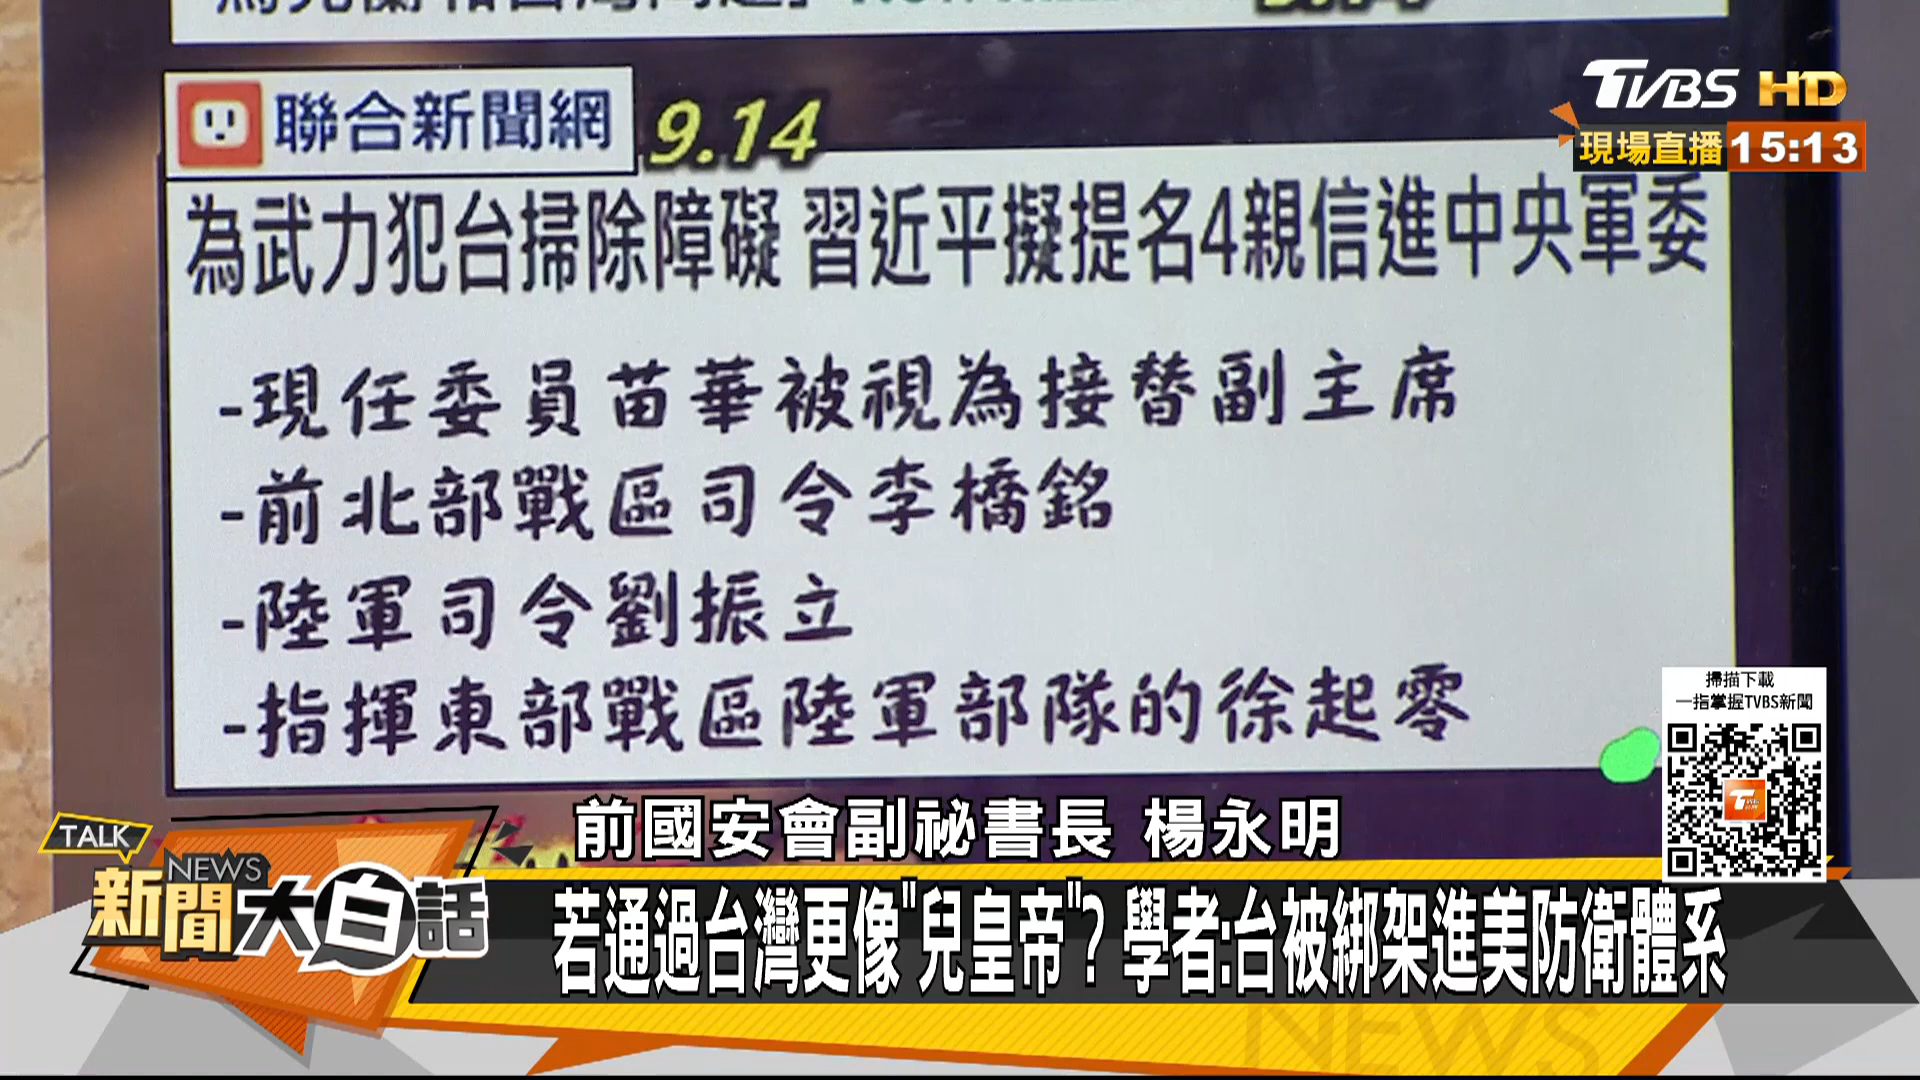 TVBS HD
現場直播 15:13
聯合新聞網 9.14
為武力犯台掃除障礙 習近平擬提名4親信進中央軍委
-現任委員苗華被視為接替副主席
-前北部戰區司令李橋銘
-陸軍司令劉振立
-指揮東部戰區陸軍部隊的徐起零
掃描下載
一指掌握TVBS新聞
TALK
NEWS
新聞大白話
前國安會副祕書長 楊永明
若通過台灣更像"兒皇帝"? 學者:台被綁架進美防衛體系
NEWS